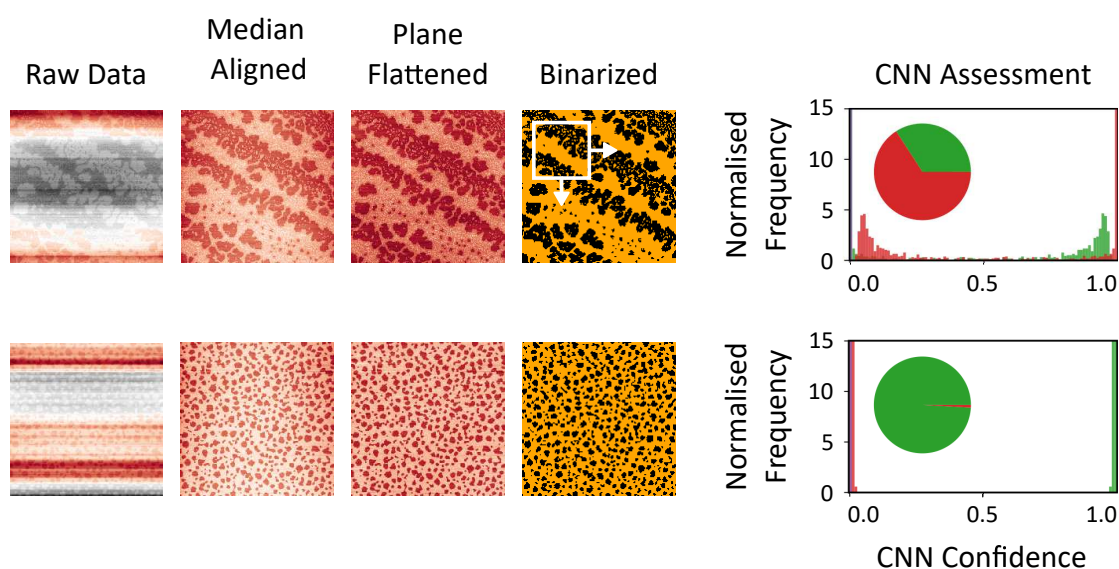 Raw Data
Median
Aligned
Plane
Flattened
Binarized
CNN Assessment
Normalised
Frequency
15
10
5
0
0.0
0.5
1.0
Normalised
Frequency
15
10
5
0
0.0
0.5
1.0
CNN Confidence